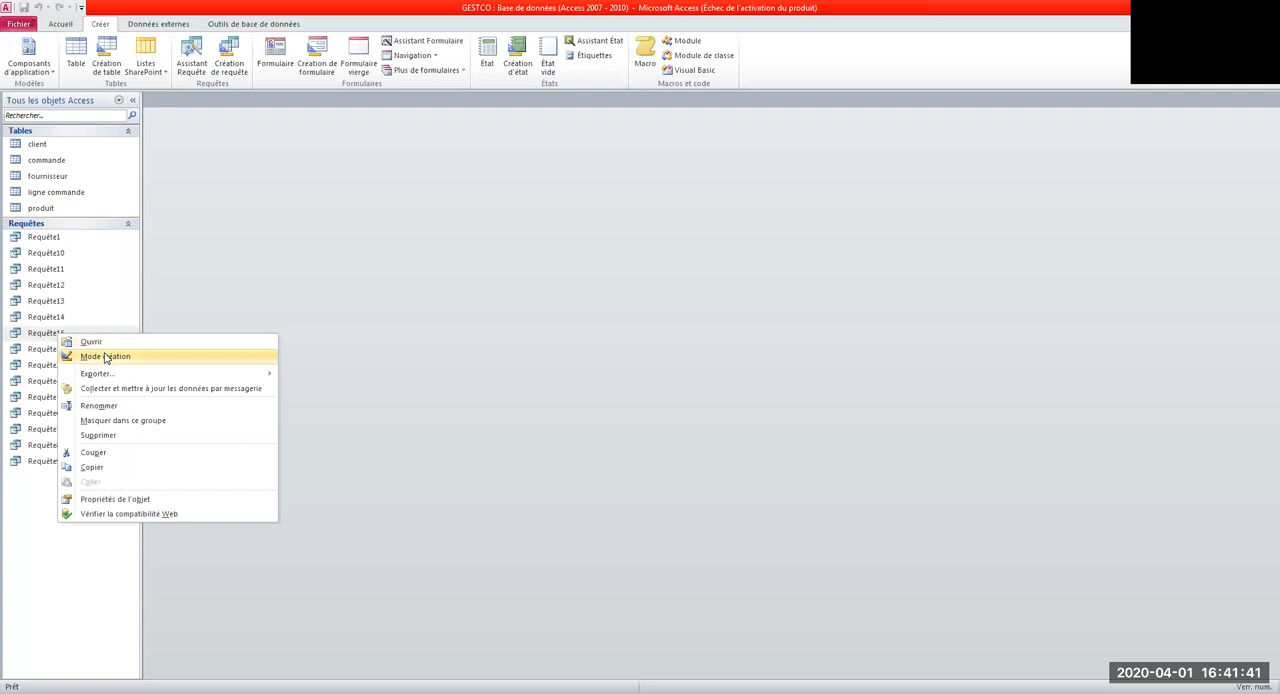 GESTCO : Base de données (Access 2007 - 2010) - Microsoft Access (Échec de l'activation du produit)
Fichier Accueil Créer Données externes Outils de base de données
Composants d'application
Modèles
Table
Création de table
Listes SharePoint
Tables
Assistant Requête
Création de requête
Requêtes
Formulaire
Création de formulaire
Formulaire vierge
Assistant Formulaire
Navigation
Plus de formulaires
Formulaires
État
Création d'état
État vide
Assistant État
Étiquettes
États
Macro
Module
Module de classe
Visual Basic
Macros et code
Tous les objets Access
Rechercher...
Tables
client
commande
fournisseur
ligne commande
produit
Requêtes
Requête1
Requête10
Requête11
Requête12
Requête13
Requête14
Requête15
Ouvrir
Mode création
Exporter...
Collecter et mettre à jour les données par messagerie
Renommer
Masquer dans ce groupe
Supprimer
Couper
Copier
Coller
Propriétés de l'objet
Vérifier la compatibilité Web
2020-04-01 16:41:41
Prêt
Verr. num.